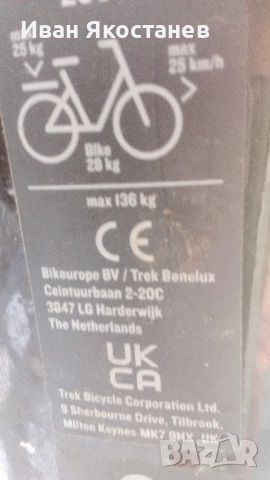 Иван Якостанев
25 kg
max
25 km/h
Bike
28 kg
max 136 kg
CE
Bikeurope BV / Trek Benelux
Ceintuurbaan 2-20C
3847 LG Harderwijk
The Netherlands
UK
CA
Trek Bicycle Corporation Ltd.
9 Sherbourne Drive, Tilbrook,
Milton Keynes MK7 8HX, UK
bazar